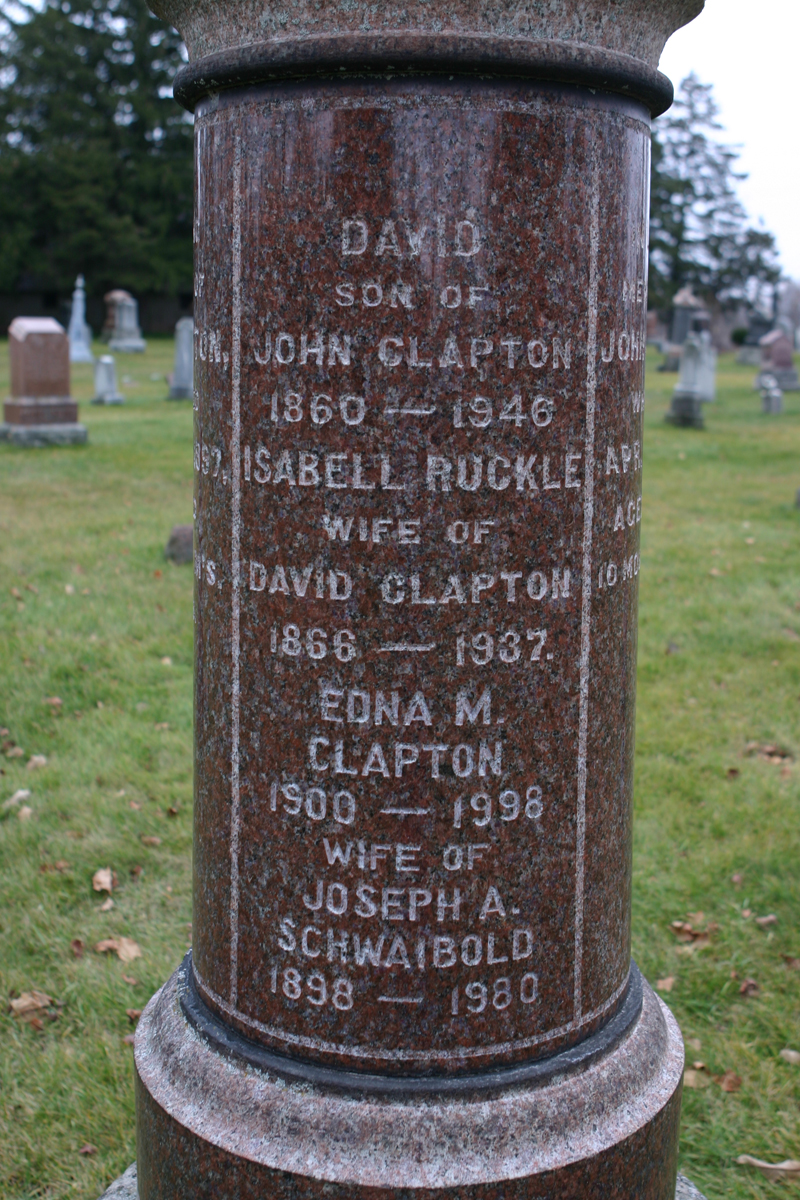 DAVID
SON OF
JOHN CLAPTON
1860 — 1946
ISABELL RUCKLE
WIFE OF
DAVID CLAPTON
1866 — 1937.
EDNA M.
CLAPTON
1900 — 1998
WIFE OF
JOSEPH A.
SCHWAIBOLD
1898 — 1980